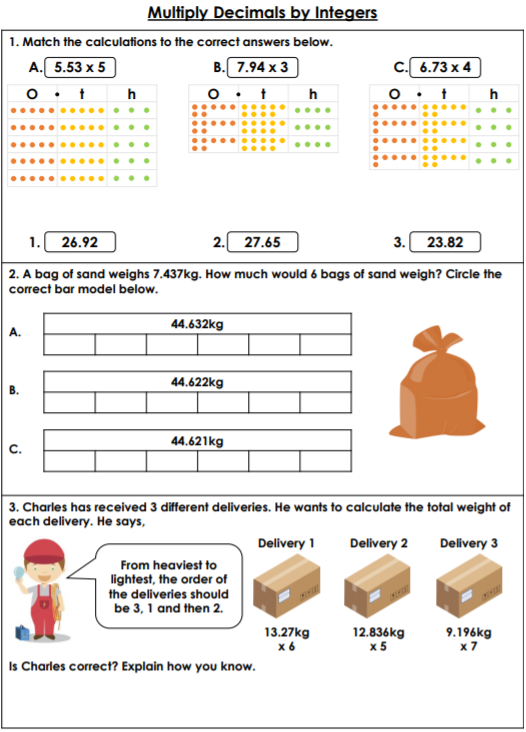 Multiply Decimals by Integers
1. Match the calculations to the correct answers below.
A. 5.53 x 5 B. 7.94 x 3 C. 6.73 x 4
O • t h O • t h O • t h
1. 26.92 2. 27.65 3. 23.82
2. A bag of sand weighs 7.437kg. How much would 6 bags of sand weigh? Circle the
correct bar model below.
A. 44.632kg
B. 44.622kg
C. 44.621kg
3. Charles has received 3 different deliveries. He wants to calculate the total weight of
each delivery. He says,
From heaviest to
lightest, the order of
the deliveries should
be 3, 1 and then 2.
Delivery 1 Delivery 2 Delivery 3
13.27kg 12.836kg 9.196kg
x 6 x 5 x 7
Is Charles correct? Explain how you know.